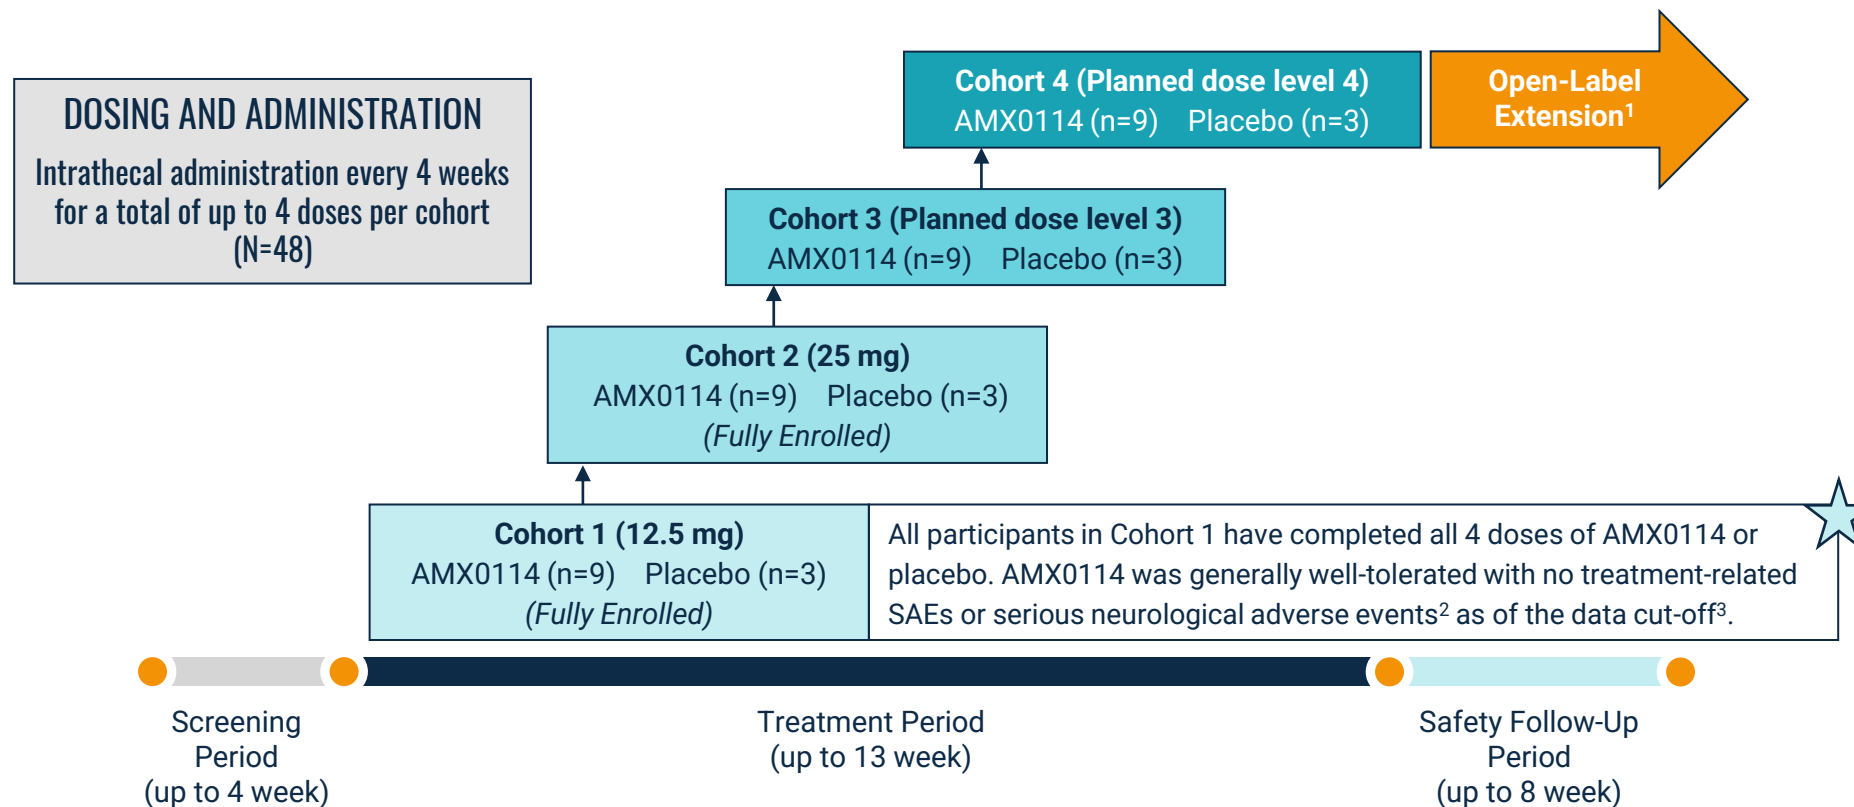 DOSING AND ADMINISTRATION
Intrathecal administration every 4 weeks
for a total of up to 4 doses per cohort
(N=48)
Cohort 4 (Planned dose level 4)
AMX0114 (n=9) Placebo (n=3)
Open-Label
Extension¹
Cohort 3 (Planned dose level 3)
AMX0114 (n=9) Placebo (n=3)
Cohort 2 (25 mg)
AMX0114 (n=9) Placebo (n=3)
(Fully Enrolled)
Cohort 1 (12.5 mg)
AMX0114 (n=9) Placebo (n=3)
(Fully Enrolled)
All participants in Cohort 1 have completed all 4 doses of AMX0114 or
placebo. AMX0114 was generally well-tolerated with no treatment-related
SAEs or serious neurological adverse events² as of the data cut-off³.
Screening
Period
(up to 4 week)
Treatment Period
(up to 13 week)
Safety Follow-Up
Period
(up to 8 week)